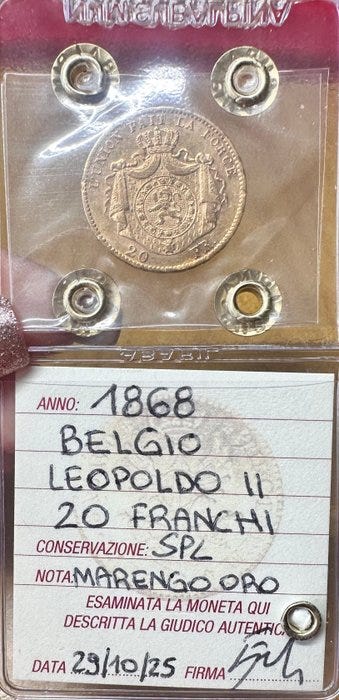 L'UNION FAIT LA FORCE
20 FR
ANNO: 1868
BELGIO
LEOPOLDO II
20 FRANCHI
CONSERVAZIONE: SPL
NOTA: MARENGO ORO
ESAMINATA LA MONETA QUI
DESCRITTA LA GIUDICO AUTENTICA
DATA 29/10/25 FIRMA